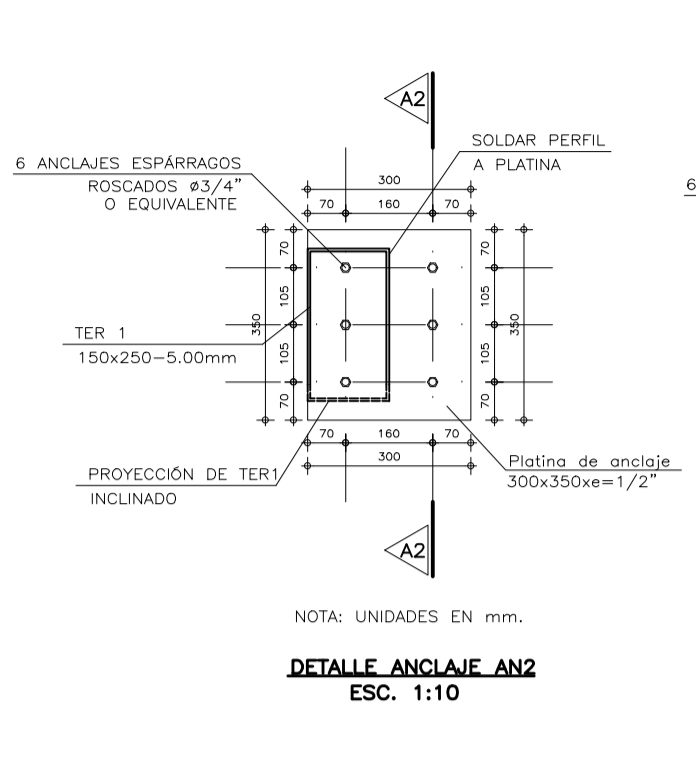 A2
SOLDAR PERFIL
A PLATINA
6 ANCLAJES ESPÁRRAGOS
ROSCADOS ø3/4”
O EQUIVALENTE
6
300
70 160 70
70
105
350
105
70
70
105
350
105
70
TER 1
150x250-5.00mm
70 160 70
300
PROYECCIÓN DE TER1
INCLINADO
Platina de anclaje
300x350xe=1/2”
A2
NOTA: UNIDADES EN mm.
DETALLE ANCLAJE AN2
ESC. 1:10